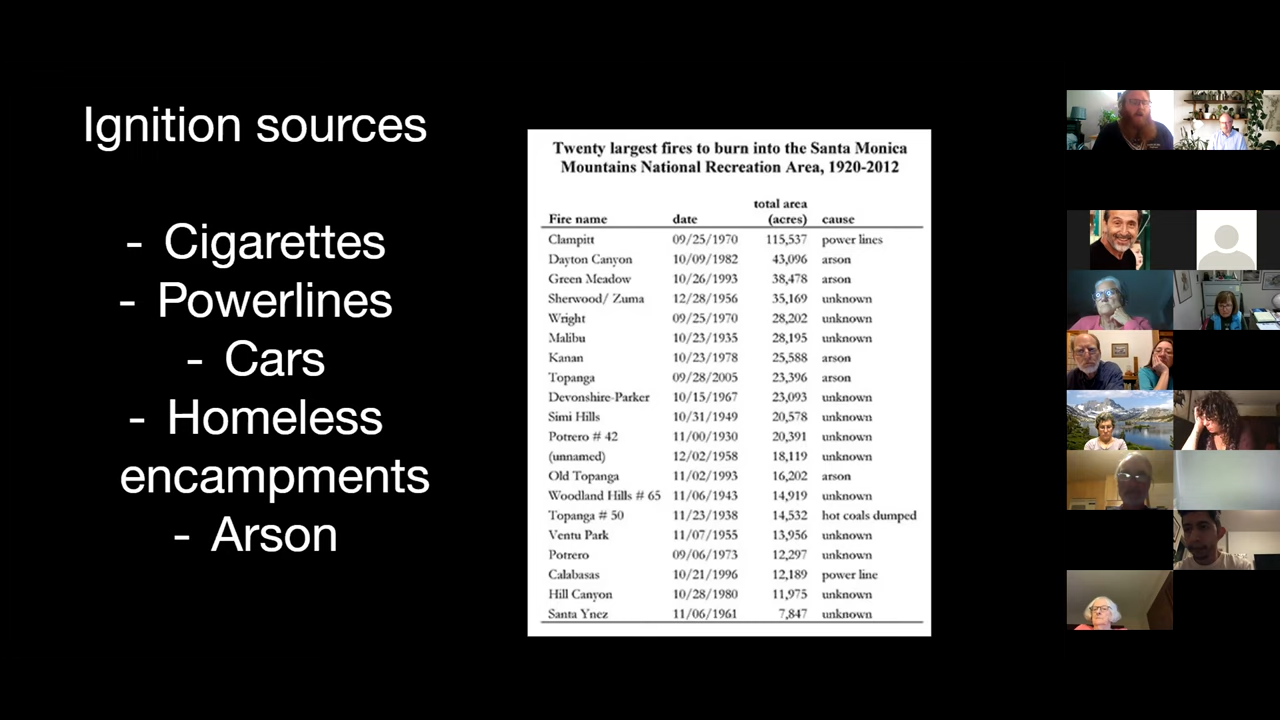 Ignition sources
- Cigarettes
- Powerlines
- Cars
- Homeless
encampments
- Arson
Twenty largest fires to burn into the Santa Monica
Mountains National Recreation Area, 1920-2012
total area
Fire name date (acres) cause
Clampitt 09/25/1970 115,537 power lines
Dayton Canyon 10/09/1982 43,096 arson
Green Meadow 10/26/1993 38,478 arson
Sherwood/ Zuma 12/28/1956 35,169 unknown
Wright 09/25/1970 28,202 unknown
Malibu 10/23/1935 28,195 unknown
Kanan 10/23/1978 25,588 arson
Topanga 09/28/2005 23,396 arson
Devonshire-Parker 10/15/1967 23,093 unknown
Simi Hills 10/31/1949 20,578 unknown
Potrero # 42 11/00/1930 20,391 unknown
(unnamed) 12/02/1958 18,119 unknown
Old Topanga 11/02/1993 16,202 arson
Woodland Hills # 65 11/06/1943 14,919 unknown
Topanga # 50 11/23/1938 14,532 hot coals dumped
Ventu Park 11/07/1955 13,956 unknown
Potrero 09/06/1973 12,297 unknown
Calabasas 10/21/1996 12,189 power line
Hill Canyon 10/28/1980 11,975 unknown
Santa Ynez 11/06/1961 7,847 unknown